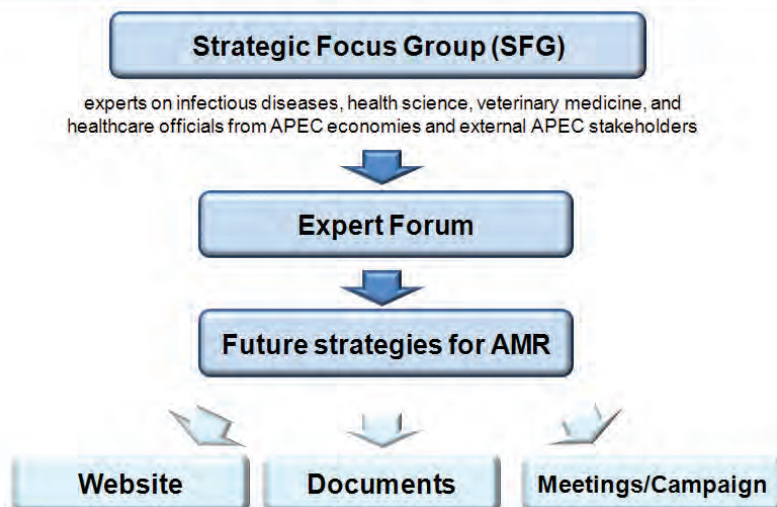 Strategic Focus Group (SFG)
experts on infectious diseases, health science, veterinary medicine, and
healthcare officials from APEC economies and external APEC stakeholders
Expert Forum
Future strategies for AMR
Website
Documents
Meetings/Campaign